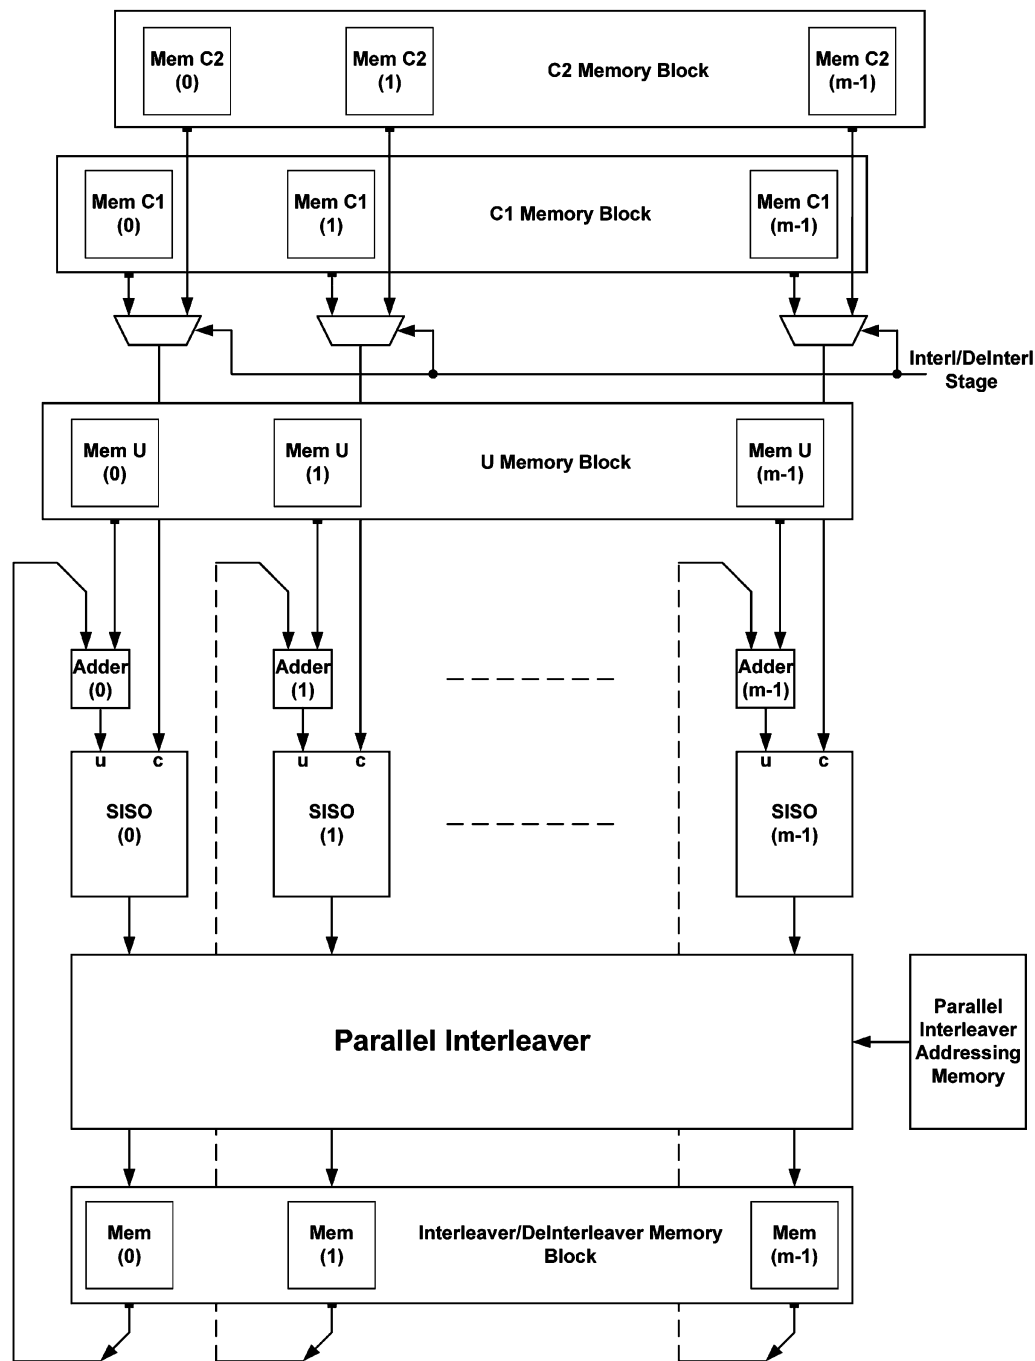 Mem C2
(0)
Mem C2
(1)
C2 Memory Block
Mem C2
(m-1)
Mem C1
(0)
Mem C1
(1)
C1 Memory Block
Mem C1
(m-1)
Interl/DeInterl
Stage
Mem U
(0)
Mem U
(1)
U Memory Block
Mem U
(m-1)
Adder
(0)
Adder
(1)
Adder
(m-1)
u c
SISO
(0)
u c
SISO
(1)
u c
SISO
(m-1)
Parallel Interleaver
Parallel
Interleaver
Addressing
Memory
Mem
(0)
Mem
(1)
Interleaver/DeInterleaver Memory
Block
Mem
(m-1)